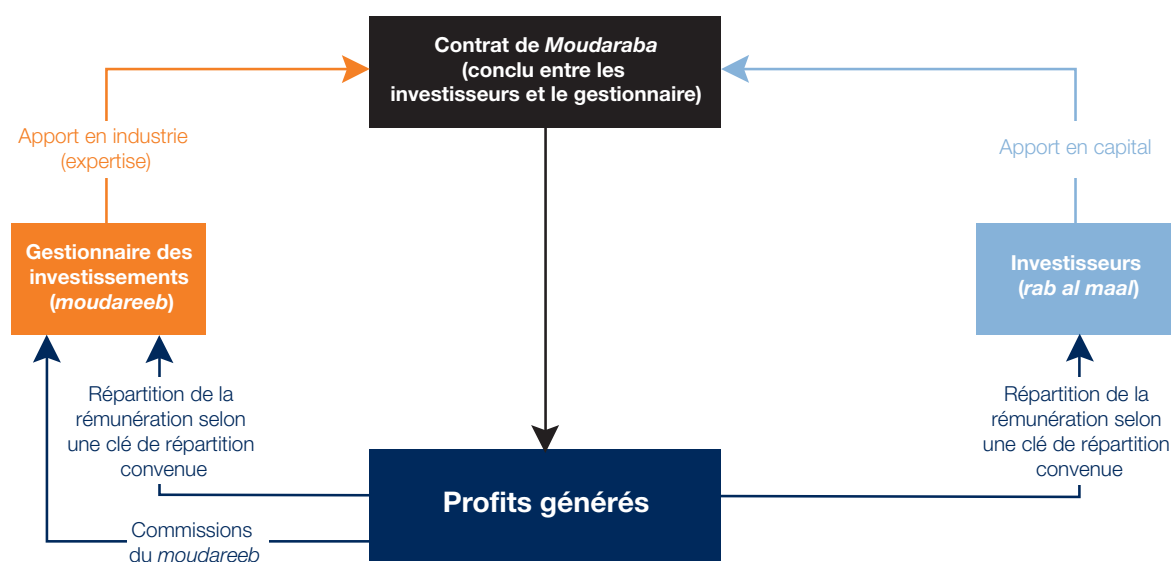 Contrat de Moudaraba
(conclu entre les
investisseurs et le gestionnaire)
Apport en industrie
(expertise)
Apport en capital
Gestionnaire des
investissements
(moudareeb)
Investisseurs
(rab al maal)
Répartition de la
rémunération selon
une clé de répartition
convenue
Répartition de la
rémunération selon
une clé de répartition
convenue
Profits générés
Commissions
du moudareeb